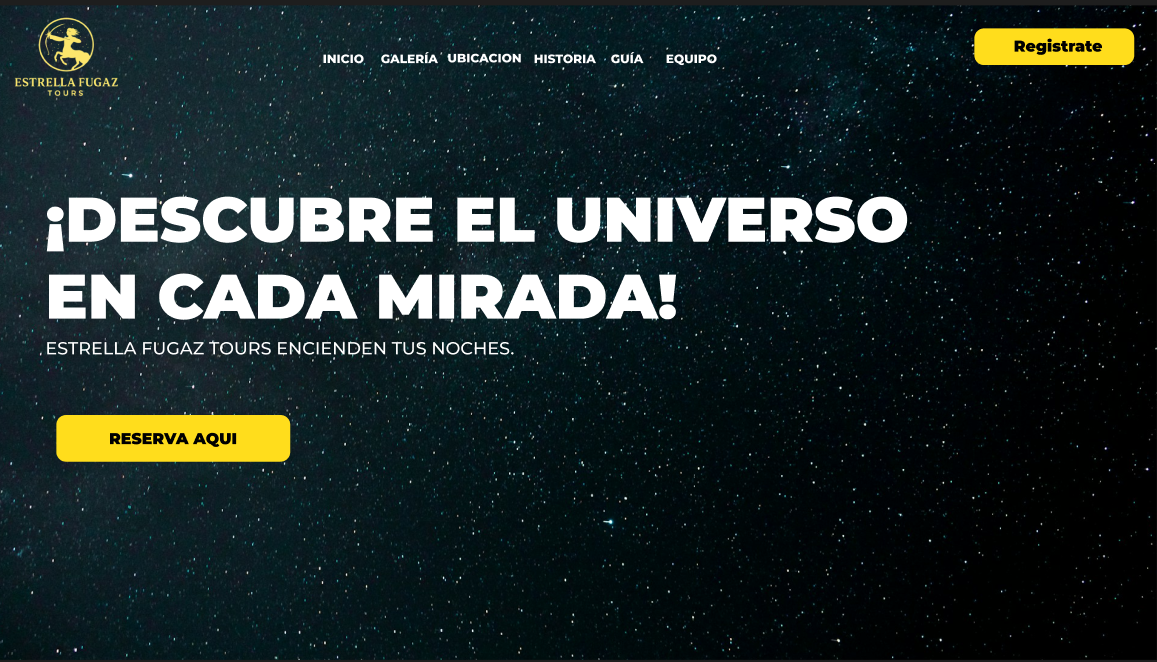 ESTRELLA FUGAZ
TOURS
INICIO GALERÍA UBICACION HISTORIA GUÍA EQUIPO
Registrate
¡DESCUBRE EL UNIVERSO
EN CADA MIRADA!
ESTRELLA FUGAZ TOURS ENCIENDEN TUS NOCHES.
RESERVA AQUI